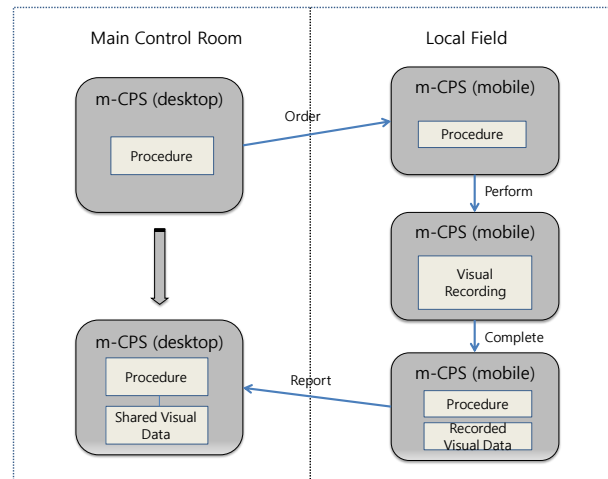 Main Control Room
Local Field
m-CPS (desktop)
Procedure
Order
m-CPS (mobile)
Procedure
Perform
m-CPS (mobile)
Visual
Recording
Complete
m-CPS (desktop)
Procedure
Shared Visual
Data
Report
m-CPS (mobile)
Procedure
Recorded
Visual Data